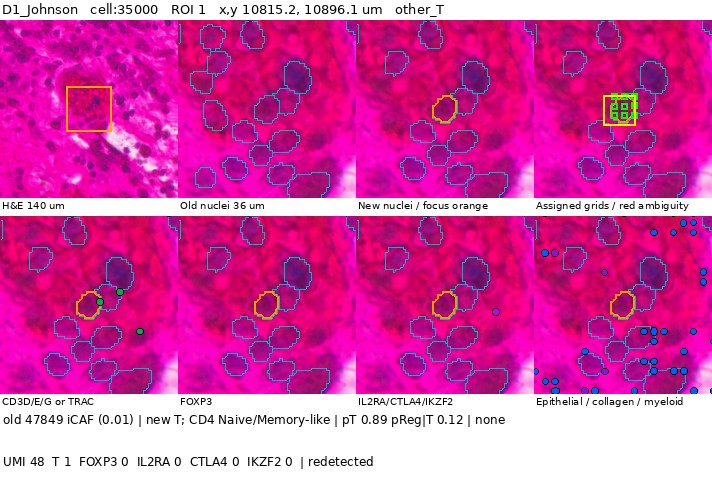 D1_Johnson cell:35000 ROI 1 x,y 10815.2, 10896.1 um other_T
H&E 140 um
Old nuclei 36 um
New nuclei / focus orange
Assigned grids / red ambiguity
CD3D/E/G or TRAC
FOXP3
IL2RA/CTLA4/IKZF2
Epithelial / collagen / myeloid
old 47849 iCAF (0.01) | new T; CD4 Naive/Memory-like | pT 0.89 pReg|T 0.12 | none
UMI 48 T 1 FOXP3 0 IL2RA 0 CTLA4 0 IKZF2 0 | redetected